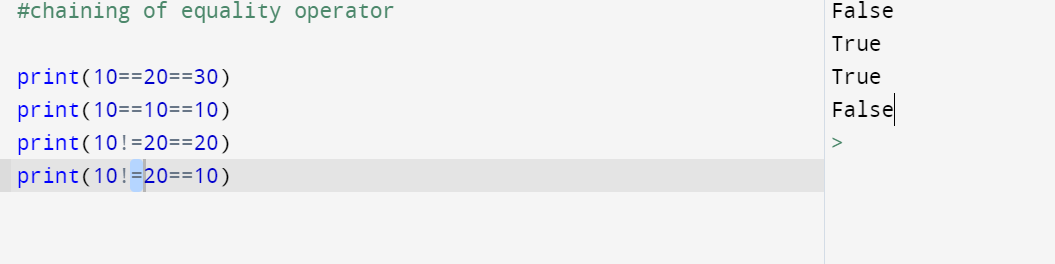 #chaining of equality operator
print(10==20==30)
print(10==10==10)
print(10!=20==20)
print(10!=20==10)
False
True
True
False
>